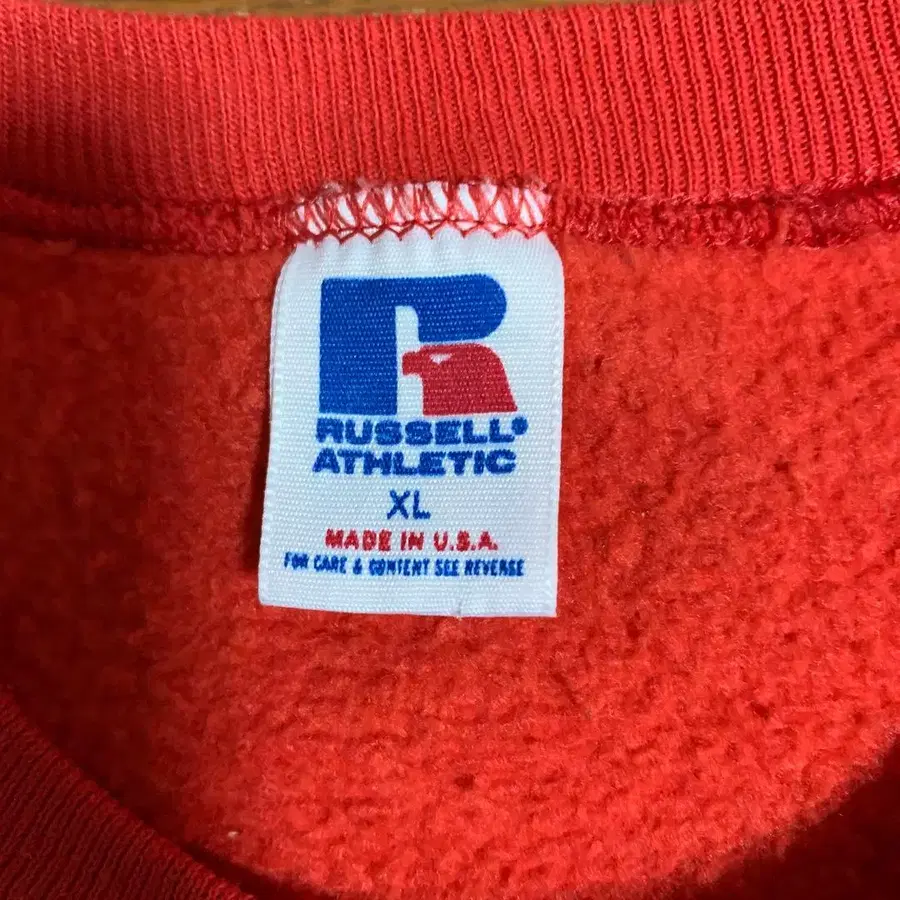 RUSSELL®
ATHLETIC
XL
MADE IN U.S.A.
FOR CARE & CONTENT SEE REVERSE